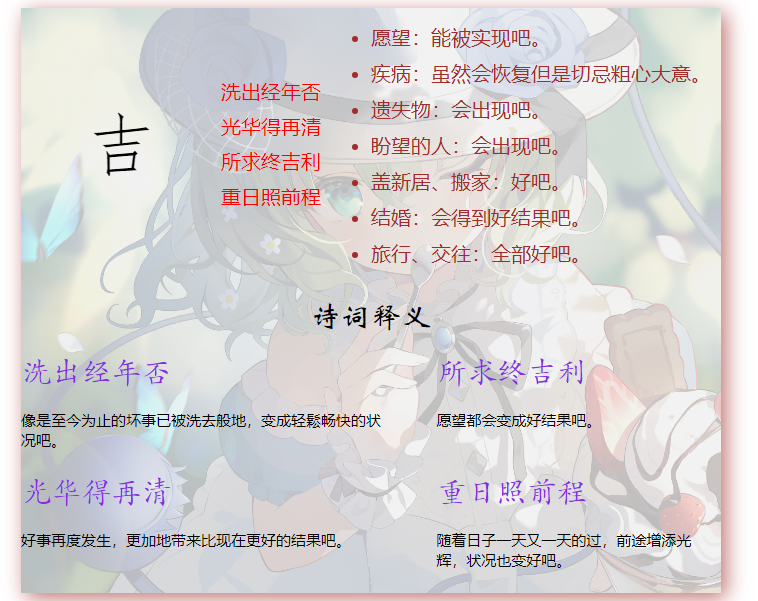 吉
洗出经年否
光华得再清
所求终吉利
重日照前程
愿望：能被实现吧。
疾病：虽然会恢复但是切忌粗心大意。
遗失物：会出现吧。
盼望的人：会出现吧。
盖新居、搬家：好吧。
结婚：会得到好结果吧。
旅行、交往：全部好吧。
诗词释义
洗出经年否
像是至今为止的坏事已被洗去般地，变成轻鬆畅快的状
况吧。
所求终吉利
愿望都会变成好结果吧。
光华得再清
好事再度发生，更加地带来比现在更好的结果吧。
重日照前程
随着日子一天又一天的过，前途增添光
辉，状况也变好吧。